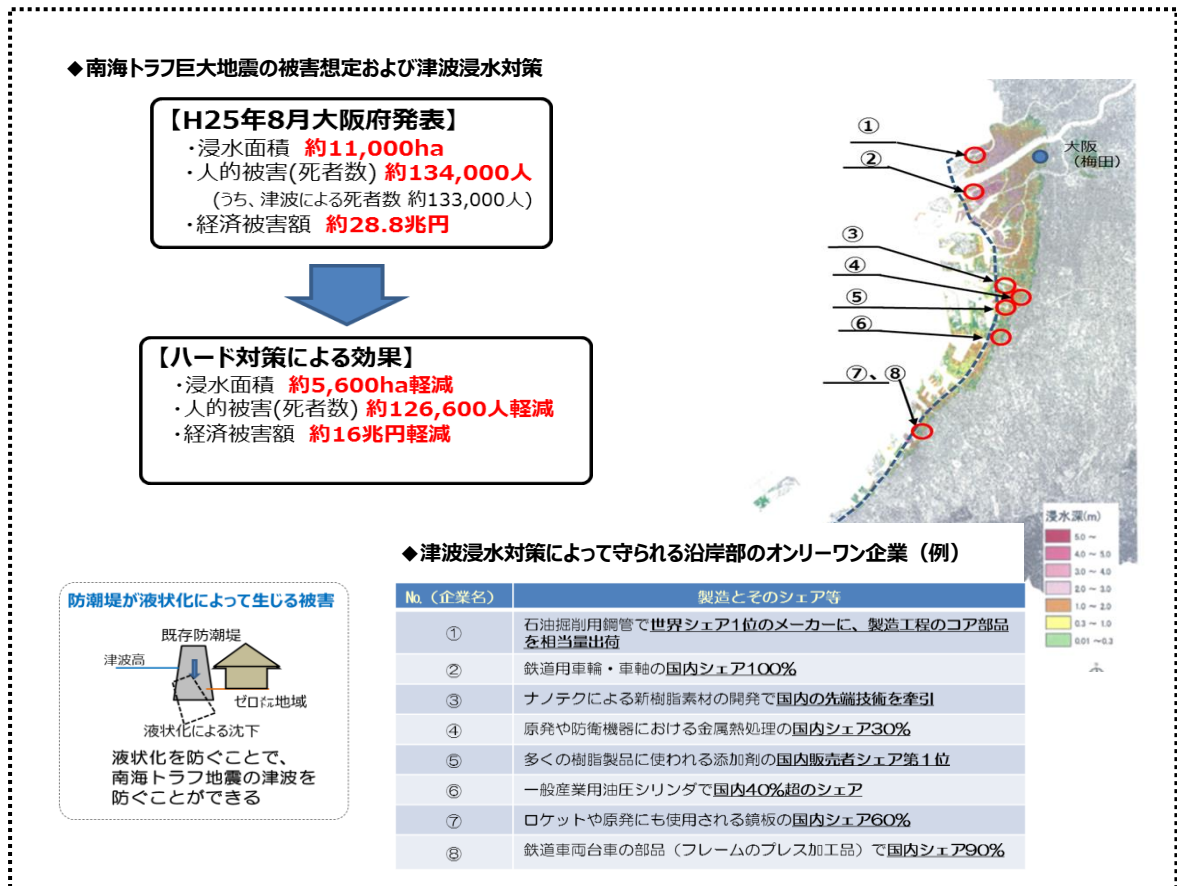 ◆南海トラフ巨大地震の被害想定および津波浸水対策
【H25年8月大阪府発表】
・浸水面積 約11,000ha
・人的被害(死者数) 約134,000人
(うち、津波による死者数 約133,000人)
・経済被害額 約28.8兆円
【ハード対策による効果】
・浸水面積 約5,600ha軽減
・人的被害(死者数) 約126,600人軽減
・経済被害額 約16兆円軽減
①
②
③
④
⑤
⑥
⑦、⑧
大阪
(梅田)
浸水深(m)
5.0 ～
4.0 ～ 5.0
3.0 ～ 4.0
2.0 ～ 3.0
1.0 ～ 2.0
0.3 ～ 1.0
0.01 ～0.3
◆津波浸水対策によって守られる沿岸部のオンリーワン企業（例）
No.（企業名） 製造とそのシェア等
① 石油掘削用鋼管で世界シェア1位のメーカーに、製造工程のコア部品
を相当量出荷
② 鉄道用車輪・車軸の国内シェア100%
③ ナノテクによる新樹脂素材の開発で国内の先端技術を牽引
④ 原発や防衛機器における金属熱処理の国内シェア30%
⑤ 多くの樹脂製品に使われる添加剤の国内販売者シェア第１位
⑥ 一般産業用油圧シリンダで国内40%超のシェア
⑦ ロケットや原発にも使用される鏡板の国内シェア60%
⑧ 鉄道車両台車の部品（フレームのプレス加工品）で国内シェア90%
防潮堤が液状化によって生じる被害
既存防潮堤
津波高
ゼロ㍍地域
液状化による沈下
液状化を防ぐことで、
南海トラフ地震の津波を
防ぐことができる